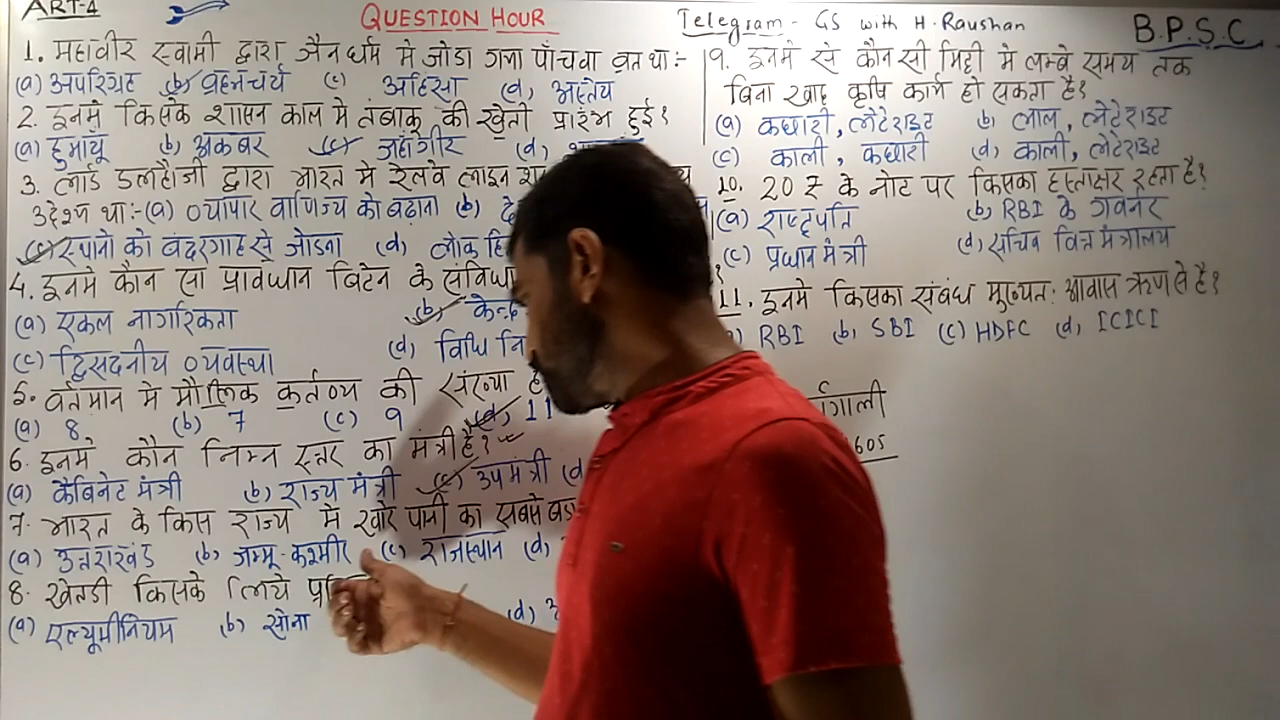 ART-4
QUESTION HOUR
Telegram - GS with H. Raushan
B.P.S.C
1. महावीर स्वामी द्वारा जैन धर्म मे जोडा गया पाँचवा व्रत था:-
(a) अपरिग्रह (b) ब्रह्मचर्य (c) अहिंसा (d) अस्तेय
2. इनमे किसके शासन काल मे तंबाकू की खेती प्रारंभ हुई?
(a) हुमायूँ (b) अकबर (c) जहांगीर (d)
3. लार्ड डलहौजी द्वारा भारत मे रेलवे लाइन
उद्देश्य था:-(a) व्यापार वाणिज्य को बढ़ाना (b)
(c) स्थानो को बंदरगाह से जोडना (d) लोक
4. इनमे कौन सा प्रावधान ब्रिटेन के
(a) एकल नागरिकता (b)
(c) द्विसदनीय व्यवस्था (d) विधि
5. वर्तमान मे मौलिक कर्तव्य की संख्या
(a) 8 (b) 7 (c) 9 (d) 11
6. इनमे कौन निम्न स्तर का मंत्री है?
(a) कैबिनेट मंत्री (b) राज्य मंत्री (c) उपमंत्री (d
7. भारत के किस राज्य मे खारे पानी का सबसे
(a) उत्तराखंड (b) जम्मू-कश्मीर (c) राजस्थान (d)
8. खेतडी किसके लिये
(a) एल्यूमीनियम (b) सोना (d)
9. इनमे से कौन सी मिट्टी मे लम्बे समय तक
बिना खाद कृषि कार्य हो सकता है?
(a) कछारी, लेटेराइट (b) लाल, लेटेराइट
(c) काली, कछारी (d) काली, लेटेराइट
10. 20 ₹ के नोट पर किसका हस्ताक्षर रहता है?
(a) राष्ट्रपति (b) RBI के गवर्नर
(c) प्रधान मंत्री (d) सचिव वित्त मंत्रालय
11. इनमे किसका संबंध मुख्यत: आवास ऋण से है?
) RBI (b) SBI (c) HDFC (d) ICICI
1605